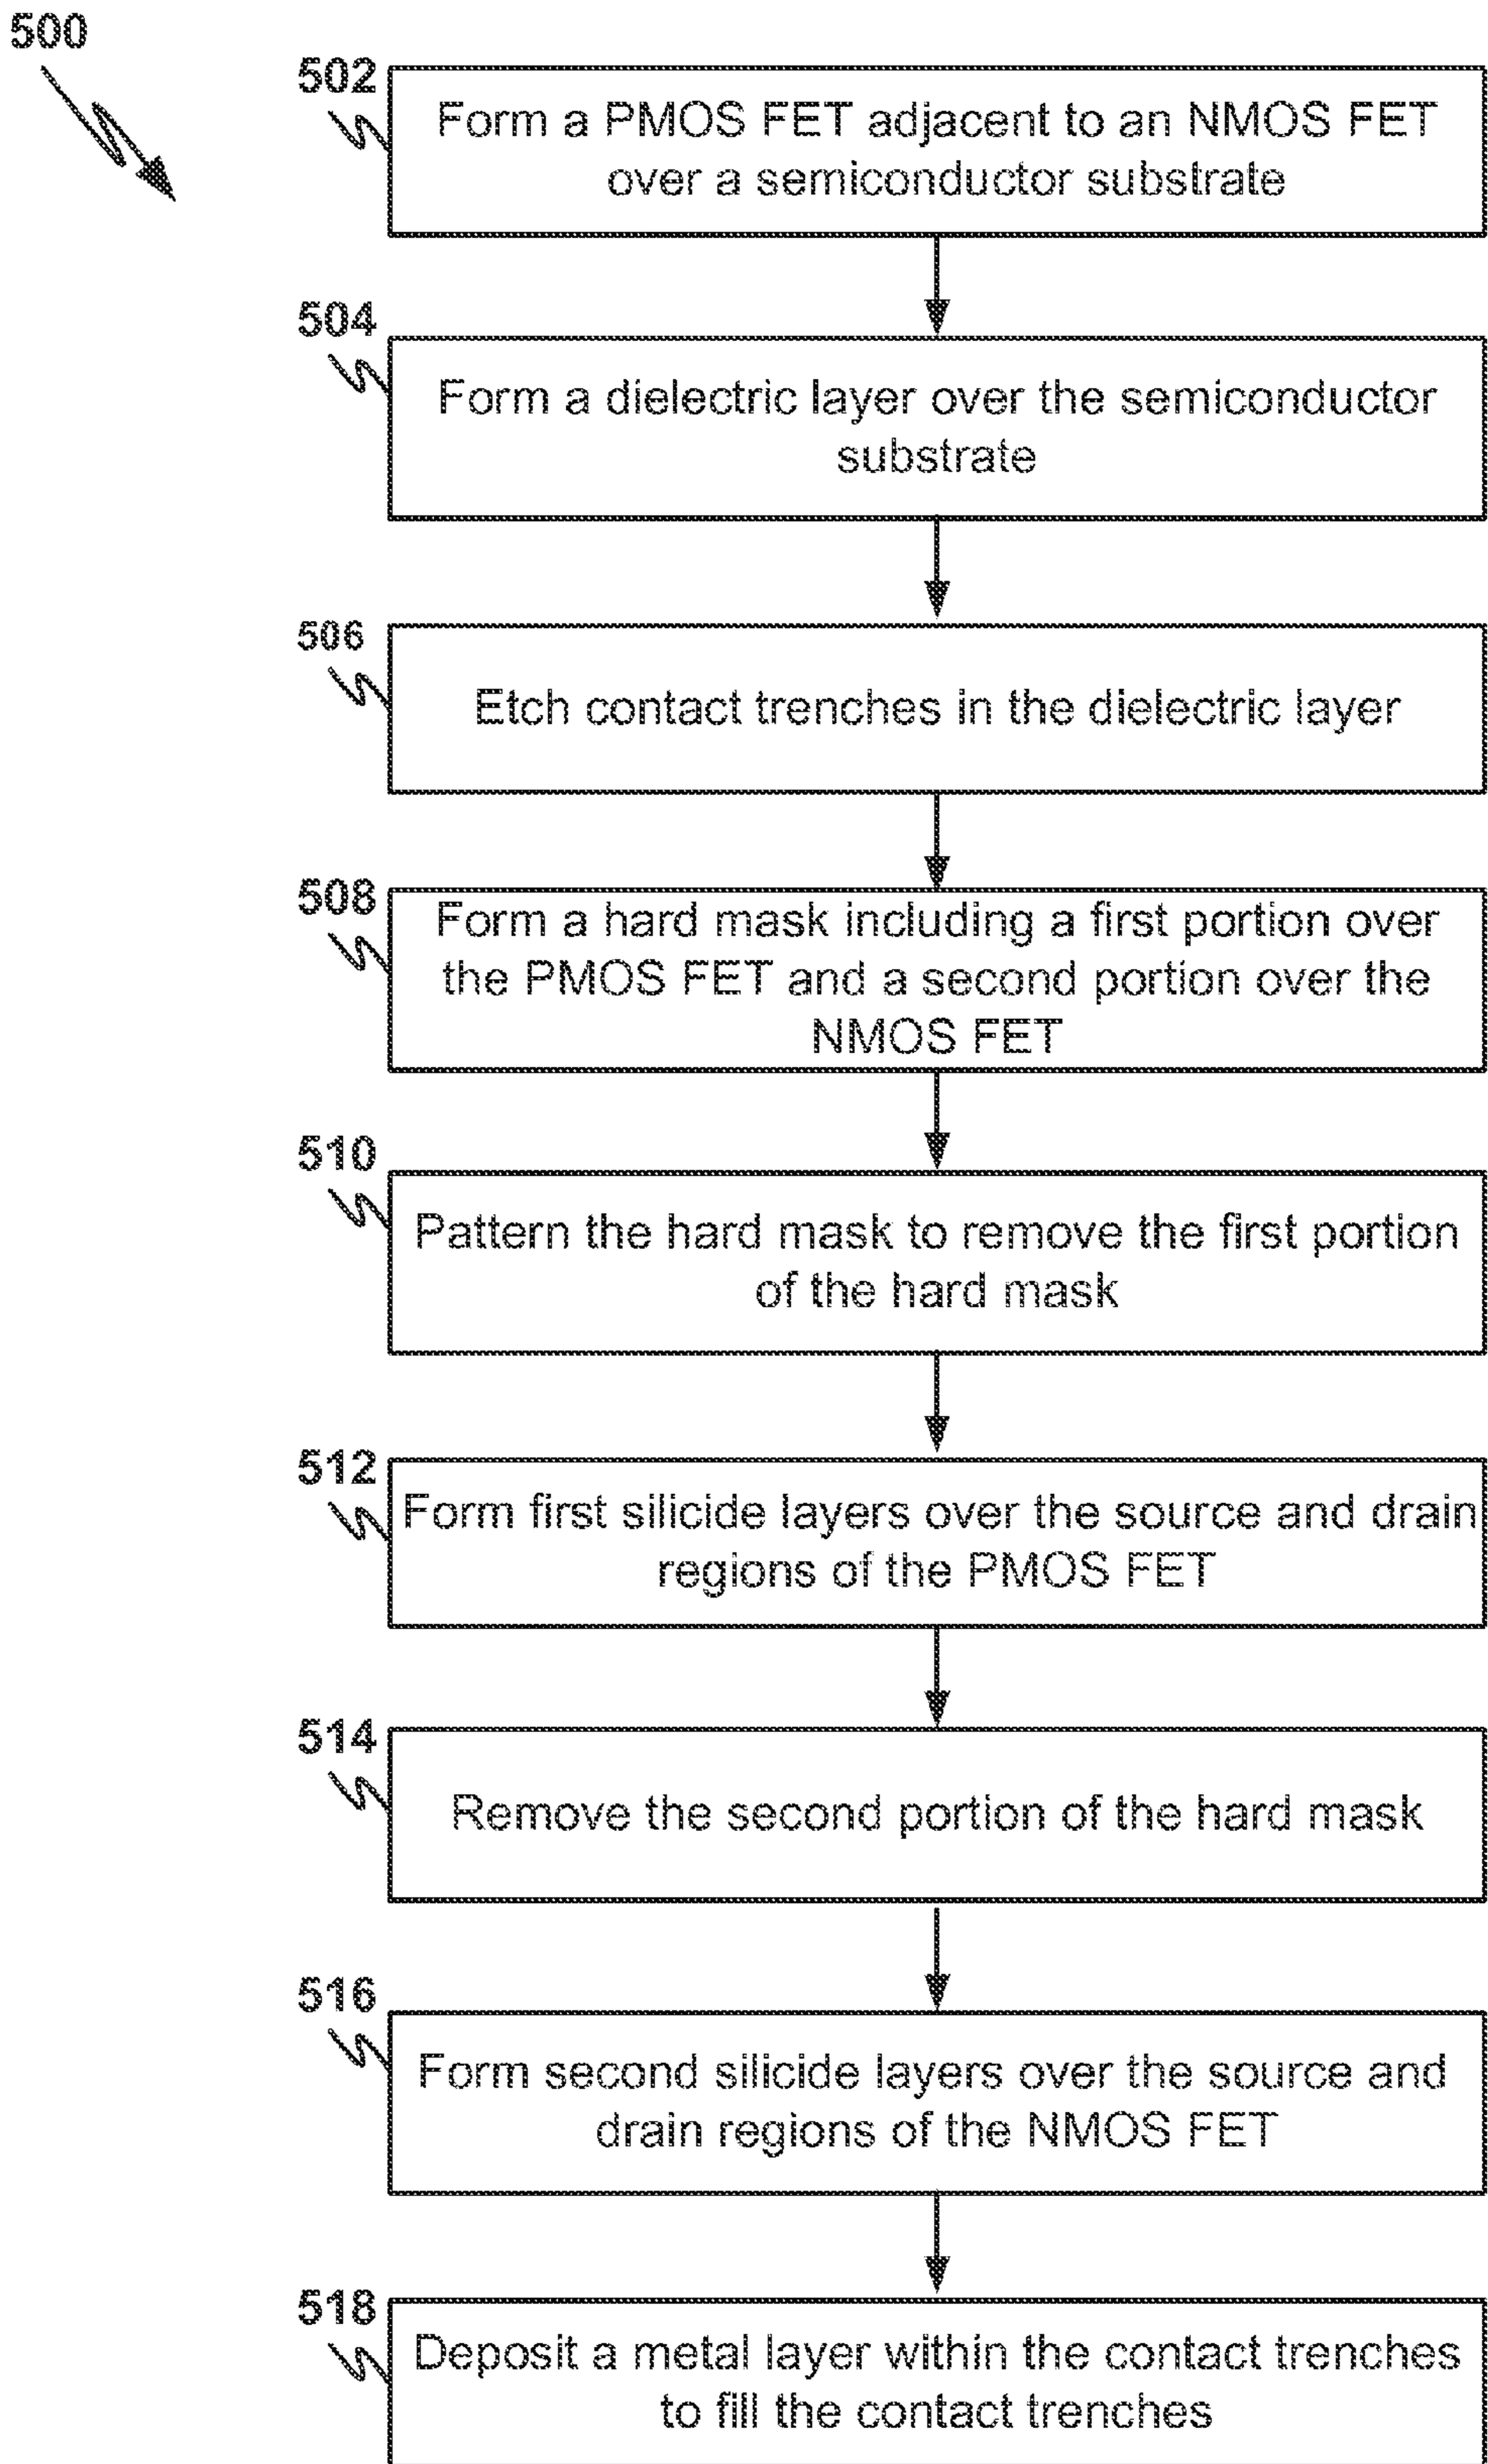 500
502
Form a PMOS FET adjacent to an NMOS FET
over a semiconductor substrate
504
Form a dielectric layer over the semiconductor
substrate
506
Etch contact trenches in the dielectric layer
508
Form a hard mask including a first portion over
the PMOS FET and a second portion over the
NMOS FET
510
Pattern the hard mask to remove the first portion
of the hard mask
512
Form first silicide layers over the source and drain
regions of the PMOS FET
514
Remove the second portion of the hard mask
516
Form second silicide layers over the source and
drain regions of the NMOS FET
518
Deposit a metal layer within the contact trenches
to fill the contact trenches